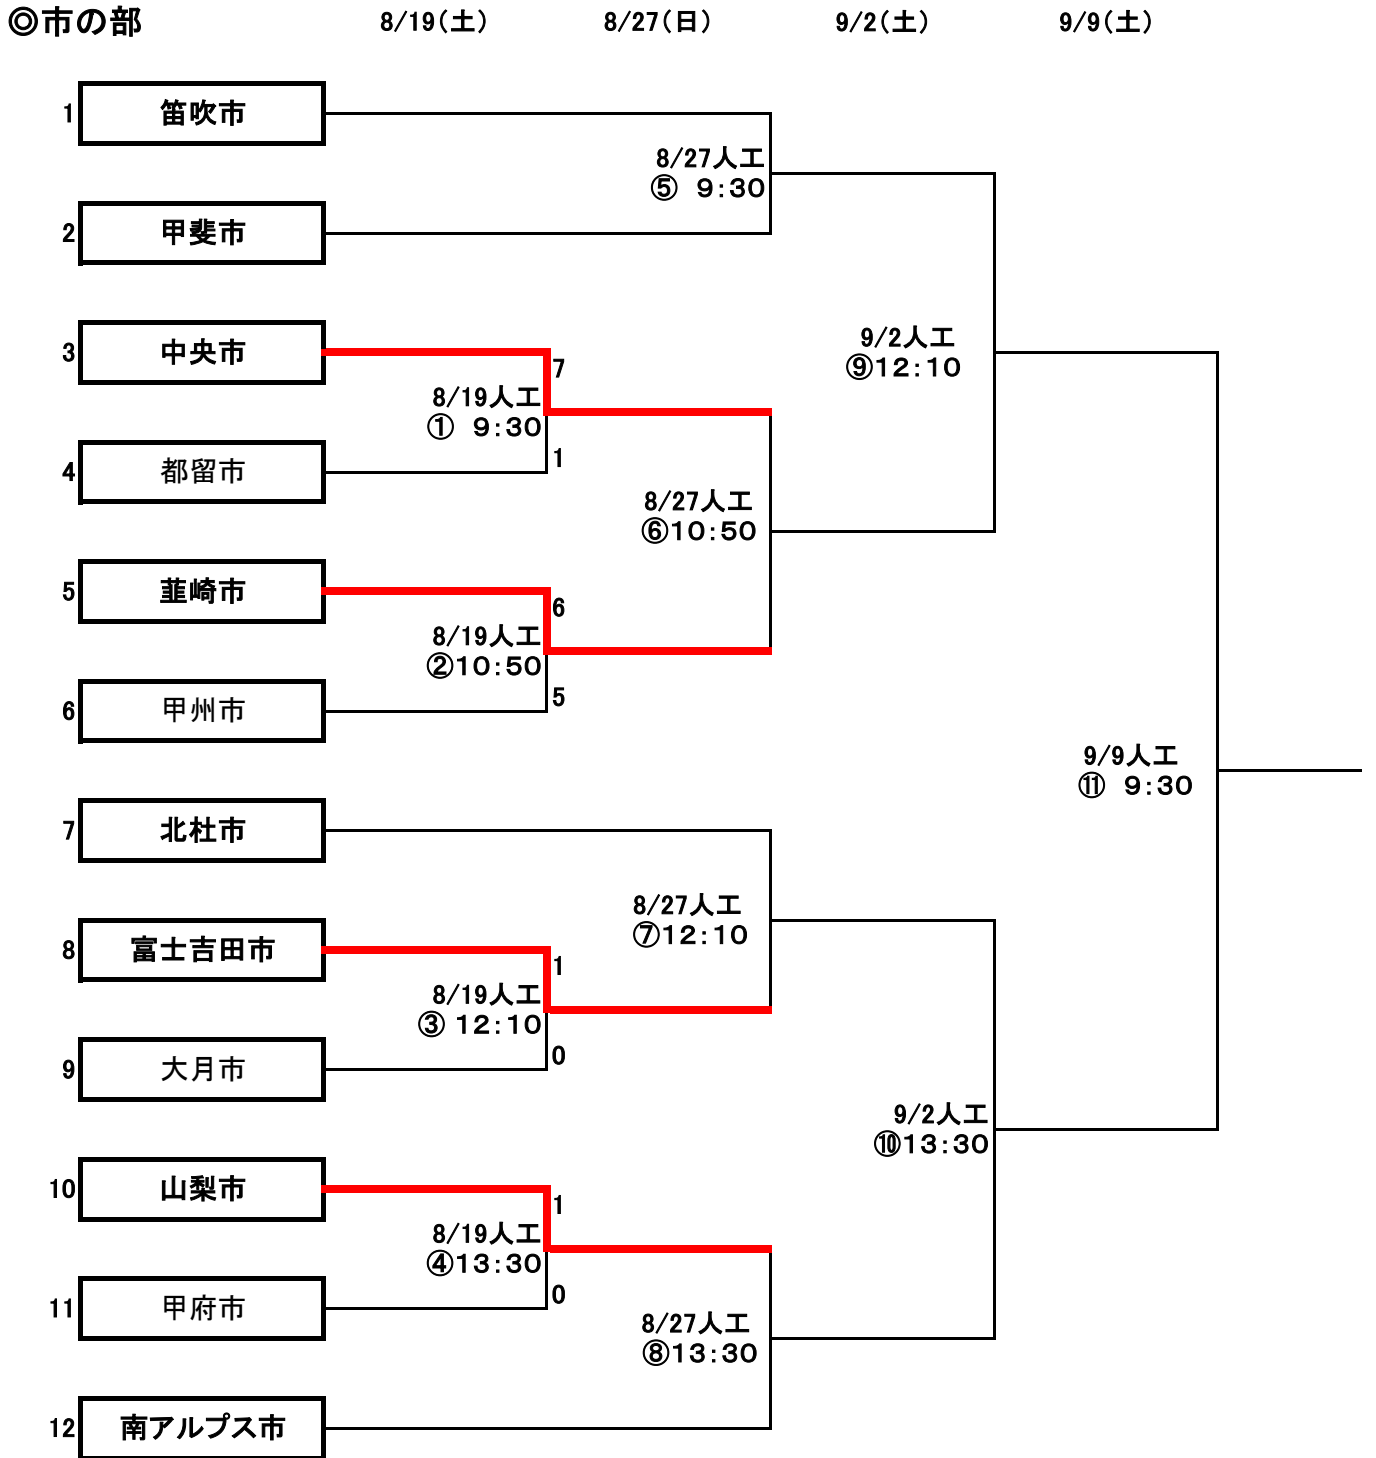 ◎市の部 8/19(土) 8/27(日) 9/2(土) 9/9(土)
1 笛吹市
8/27人工
⑤ 9:30
2 甲斐市
9/2人工
⑨12:10
3 中央市
7
8/19人工
① 9:30
1
4 都留市
8/27人工
⑥10:50
5 韮崎市
6
8/19人工
②10:50
5
6 甲州市
9/9人工
⑪ 9:30
7 北杜市
8/27人工
⑦12:10
8 富士吉田市
1
8/19人工
③ 12:10
0
9 大月市
9/2人工
⑩13:30
10 山梨市
1
8/19人工
④13:30
0
11 甲府市
8/27人工
⑧13:30
12 南アルプス市